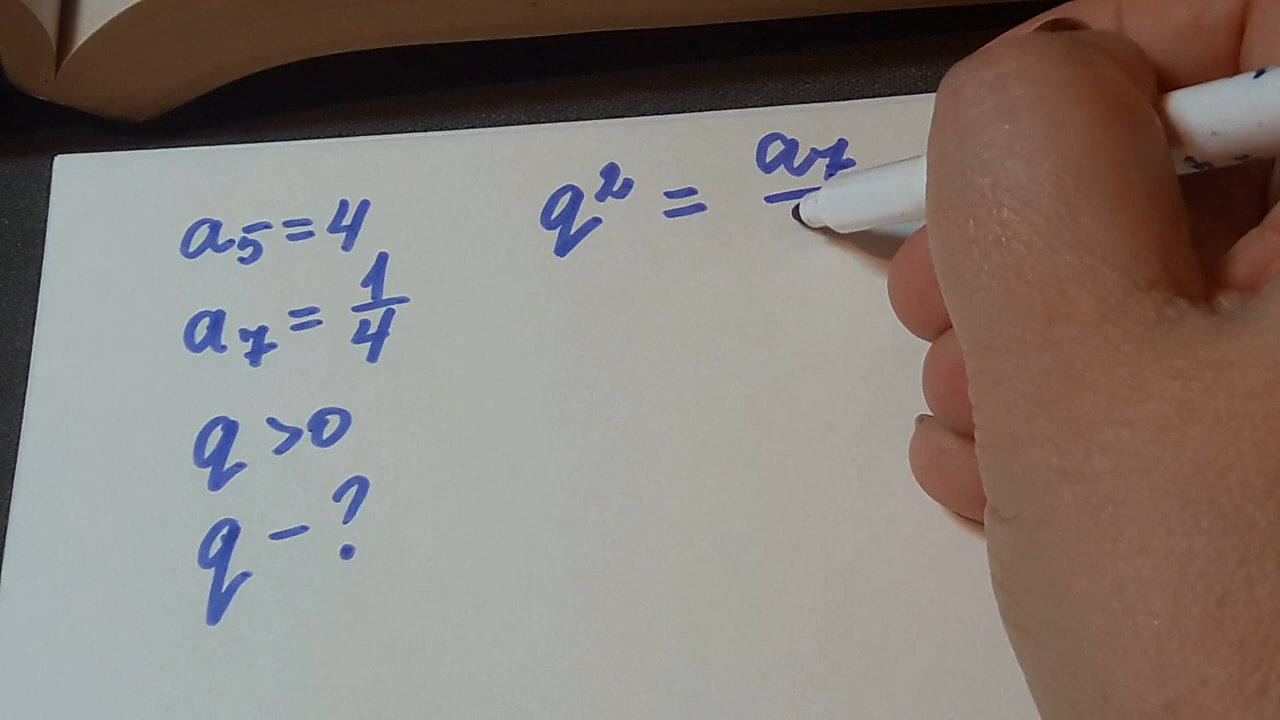 a₅ = 4
a₇ = 1/4
q > 0
q - ?
q² = a₇